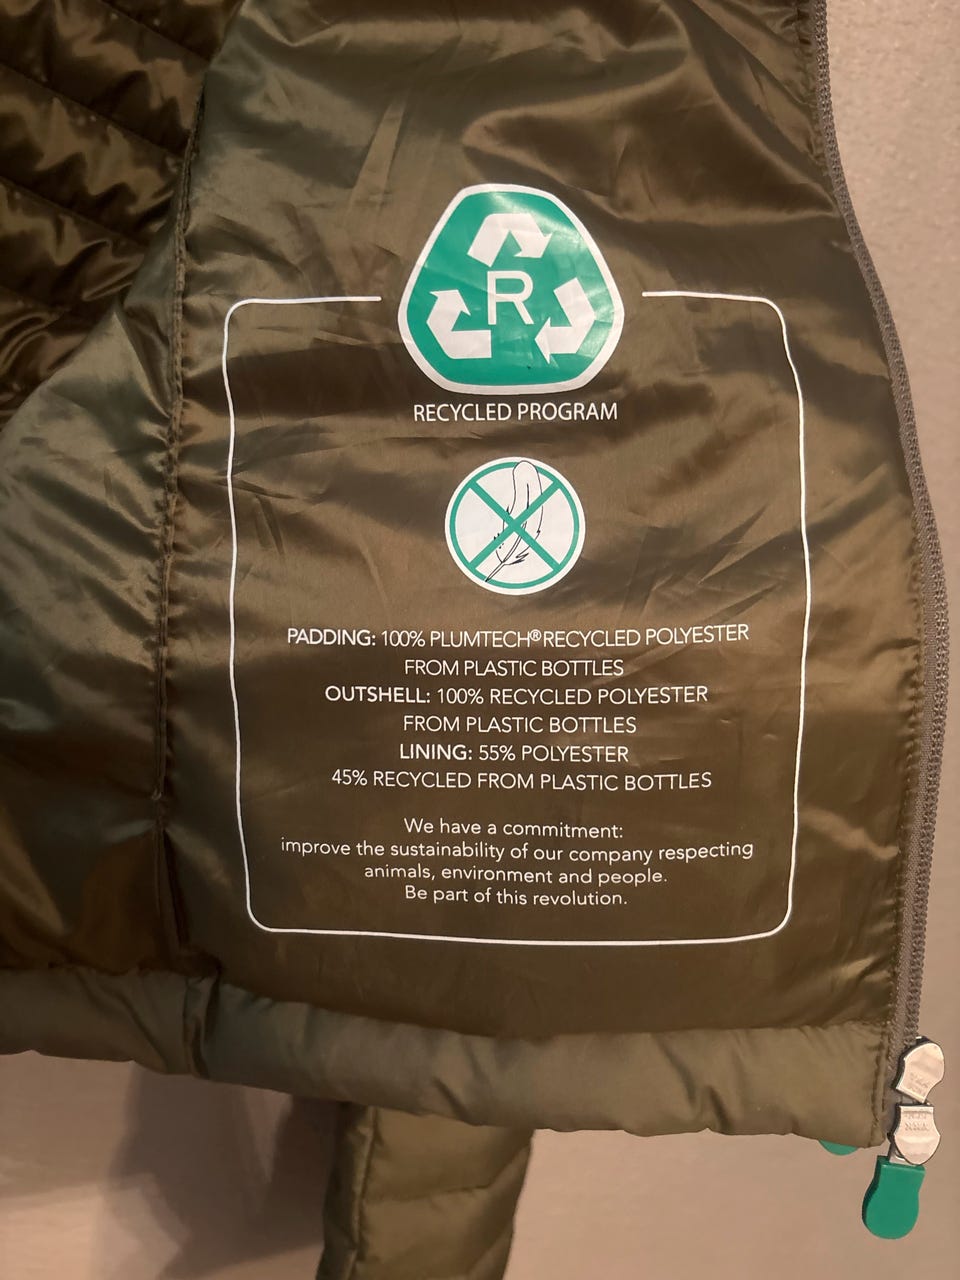 R
RECYCLED PROGRAM
PADDING: 100% PLUMTECH® RECYCLED POLYESTER
FROM PLASTIC BOTTLES
OUTSHELL: 100% RECYCLED POLYESTER
FROM PLASTIC BOTTLES
LINING: 55% POLYESTER
45% RECYCLED FROM PLASTIC BOTTLES
We have a commitment:
improve the sustainability of our company respecting
animals, environment and people.
Be part of this revolution.